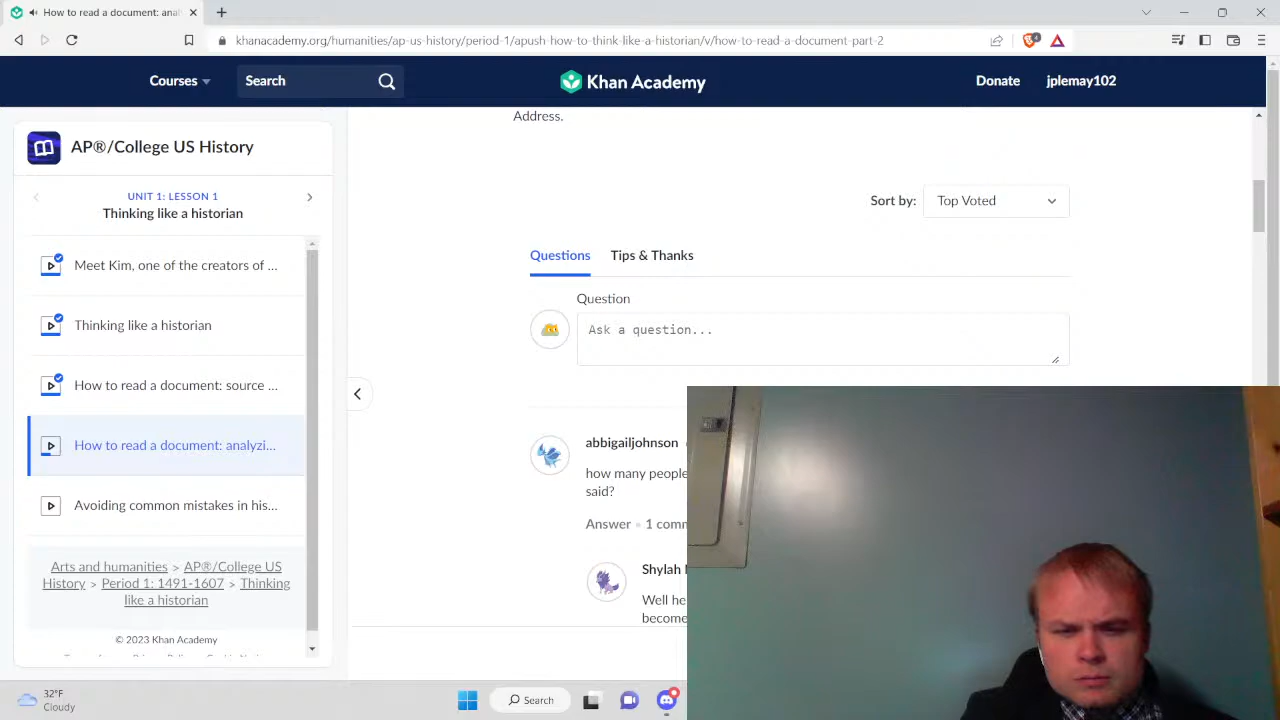 How to read a document: anal
khanacademy.org/humanities/ap-us-history/period-1/apush-how-to-think-like-a-historian/v/how-to-read-a-document-part-2
Courses
Search
Khan Academy
Donate
jplemay102
AP®/College US History
UNIT 1: LESSON 1
Thinking like a historian
Meet Kim, one of the creators of ...
Thinking like a historian
How to read a document: source ...
How to read a document: analyzi...
Avoiding common mistakes in his...
Arts and humanities > AP®/College US
History > Period 1: 1491-1607 > Thinking
like a historian
© 2023 Khan Academy
Address.
Sort by:
Top Voted
Questions
Tips & Thanks
Question
Ask a question...
abbigailjohnson
how many people
said?
Answer • 1 comm
Shylah
Well he
become
32°F
Cloudy
Search